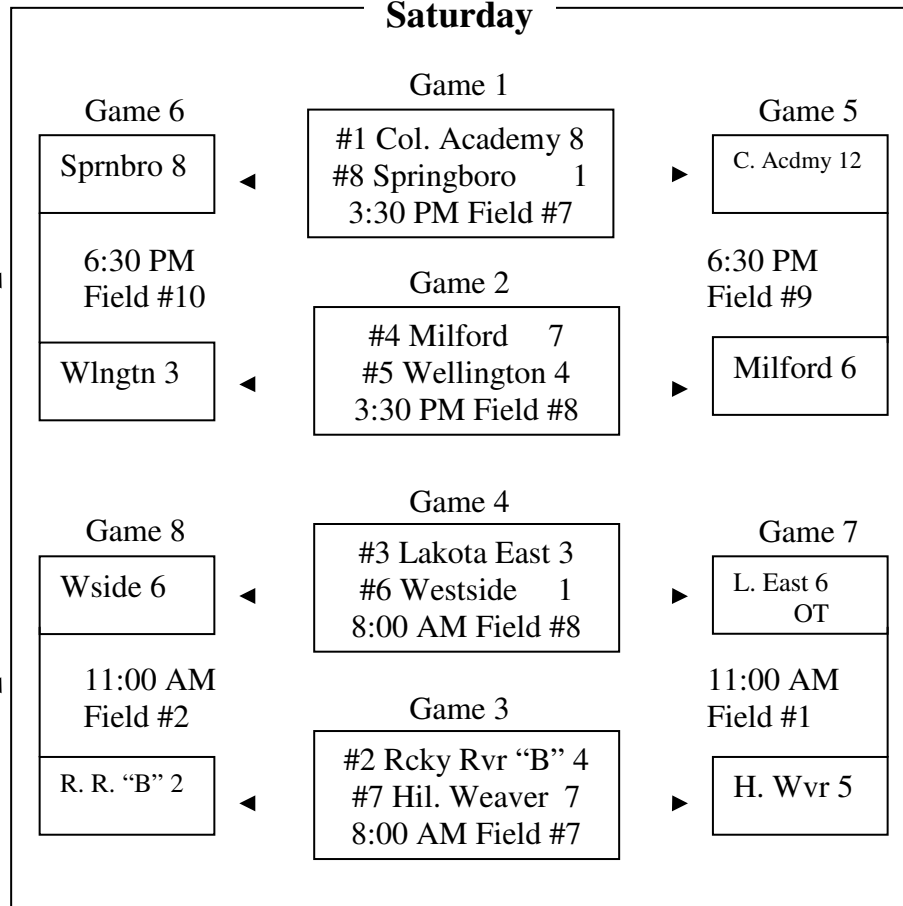 Saturday
Game 1
Game 6
Game 5
#1 Col. Academy 8
#8 Springboro 1
3:30 PM Field #7
Sprnbro 8
C. Acdmy 12
6:30 PM
Field #10
6:30 PM
Field #9
Game 2
#4 Milford 7
#5 Wellington 4
3:30 PM Field #8
Wlngtn 3
Milford 6
Game 4
Game 8
Game 7
#3 Lakota East 3
#6 Westside 1
8:00 AM Field #8
Wside 6
L. East 6
OT
11:00 AM
Field #2
11:00 AM
Field #1
Game 3
#2 Rcky Rvr “B” 4
#7 Hil. Weaver 7
8:00 AM Field #7
R. R. “B” 2
H. Wvr 5